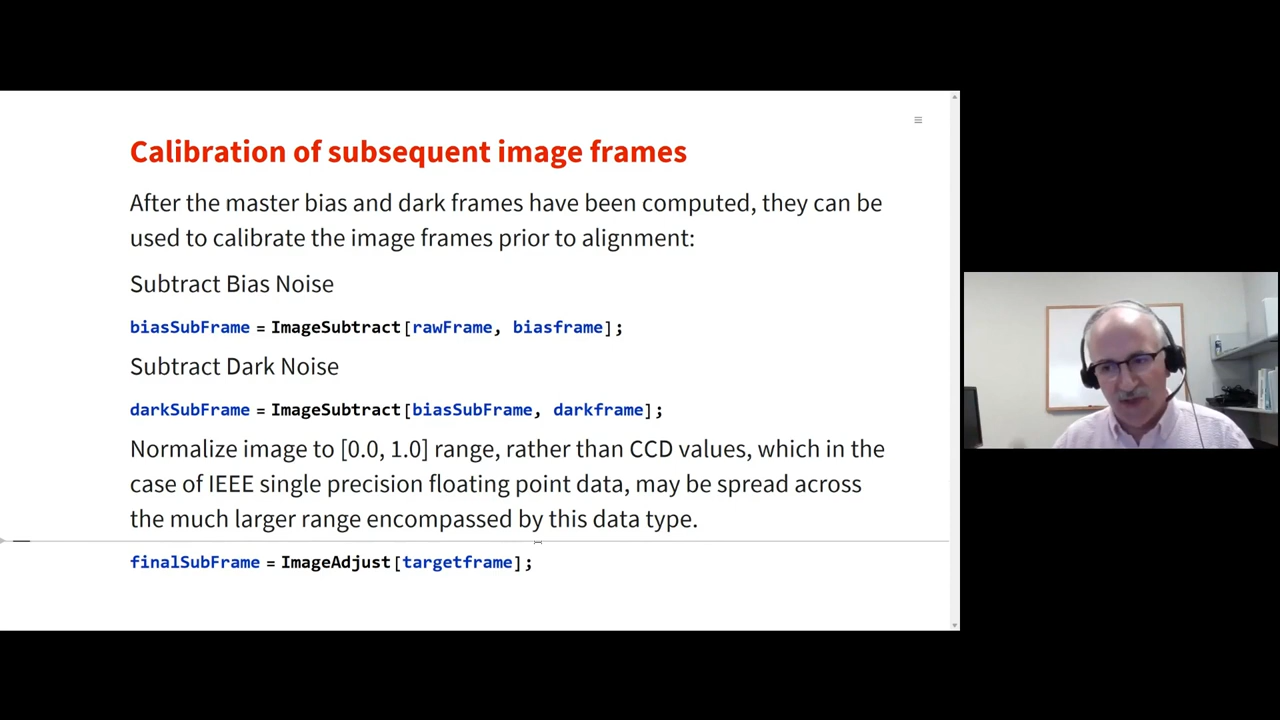 Calibration of subsequent image frames
After the master bias and dark frames have been computed, they can be
used to calibrate the image frames prior to alignment:
Subtract Bias Noise
biasSubFrame = ImageSubtract[rawFrame, biasframe];
Subtract Dark Noise
darkSubFrame = ImageSubtract[biasSubFrame, darkframe];
Normalize image to [0.0, 1.0] range, rather than CCD values, which in the
case of IEEE single precision floating point data, may be spread across
the much larger range encompassed by this data type.
finalSubFrame = ImageAdjust[targetframe];